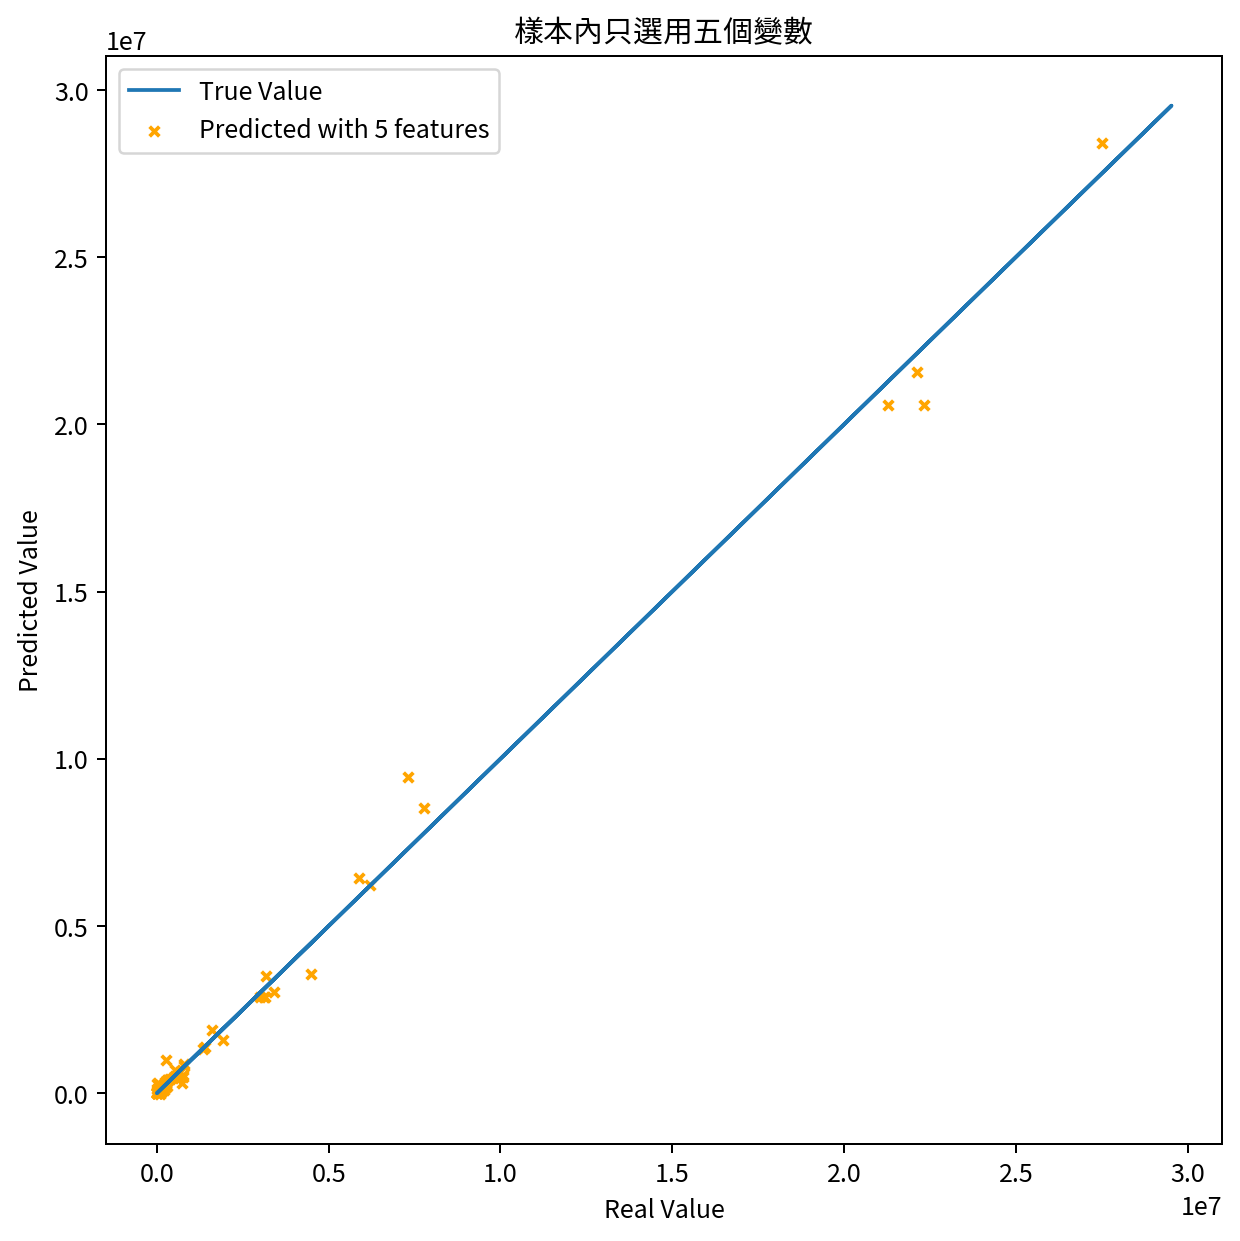 樣本內只選用五個變數
1e7
True Value
Predicted with 5 features
3.0
2.5
2.0
1.5
1.0
0.5
0.0
Predicted Value
0.0 0.5 1.0 1.5 2.0 2.5 3.0
Real Value
1e7